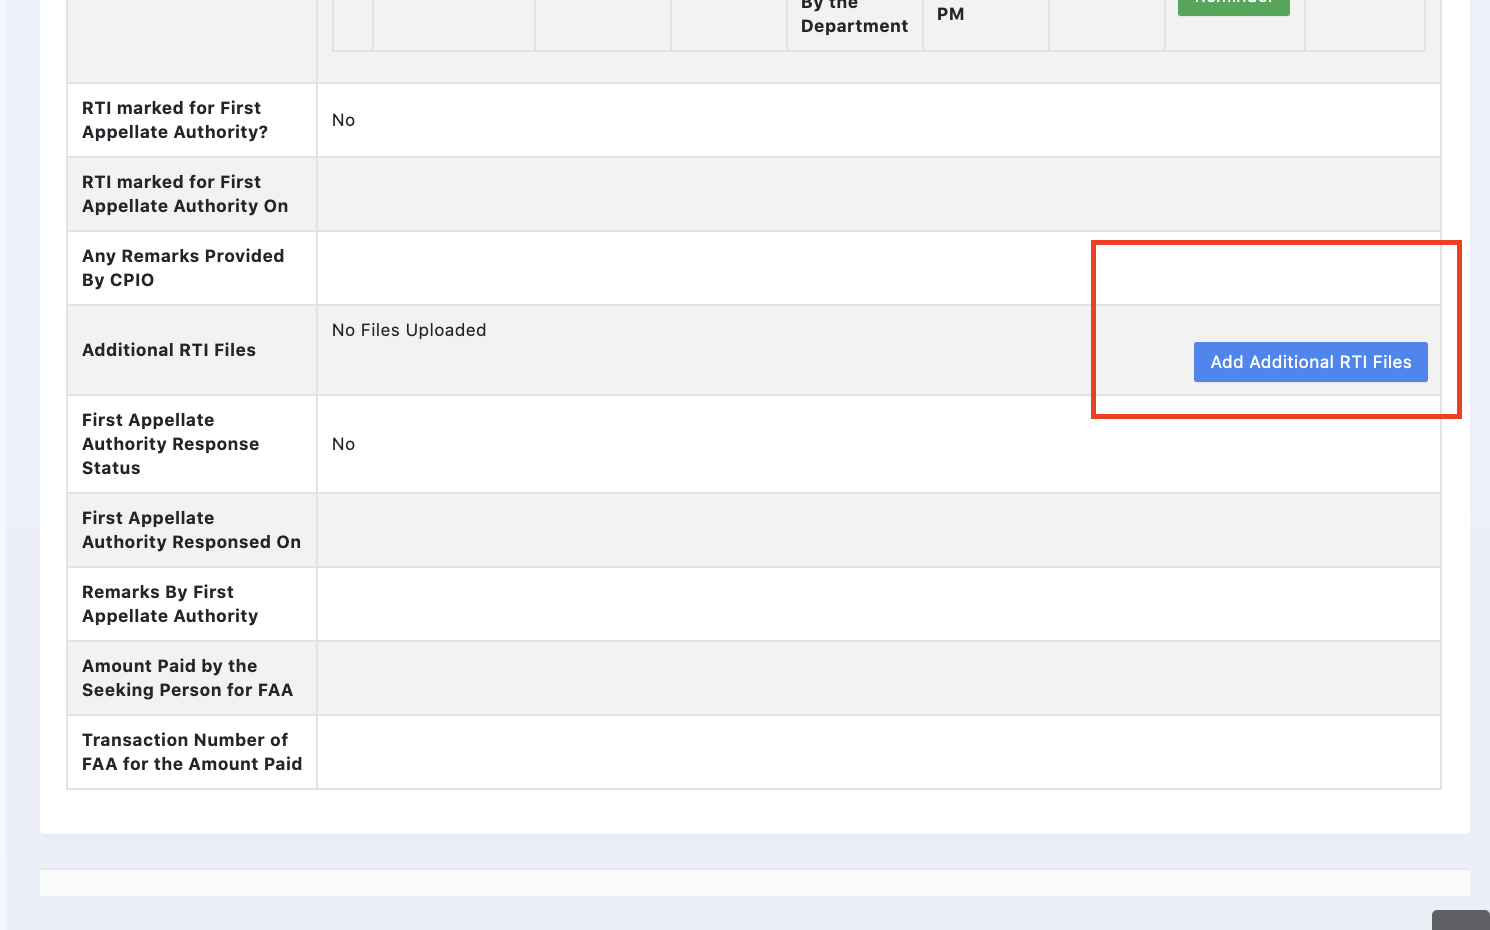 By the
Department
PM
Reminder
RTI marked for First
Appellate Authority?
No
RTI marked for First
Appellate Authority On
Any Remarks Provided
By CPIO
Additional RTI Files
No Files Uploaded
Add Additional RTI Files
First Appellate
Authority Response
Status
No
First Appellate
Authority Responsed On
Remarks By First
Appellate Authority
Amount Paid by the
Seeking Person for FAA
Transaction Number of
FAA for the Amount Paid